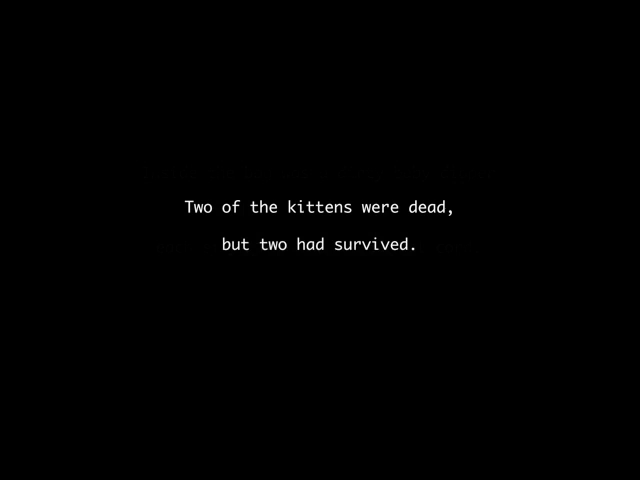 Two of the kittens were dead,
but two had survived.